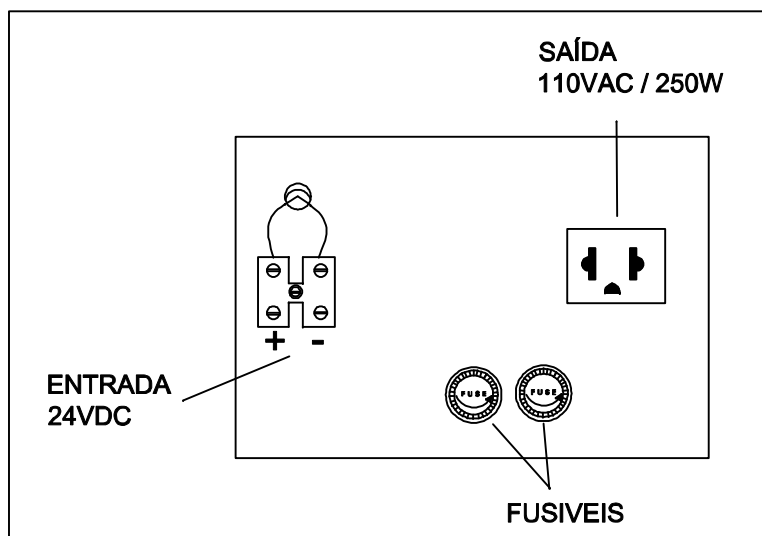 SAÍDA
110VAC / 250W
+ -
ENTRADA
24VDC
FUSE
FUSE
FUSIVEIS